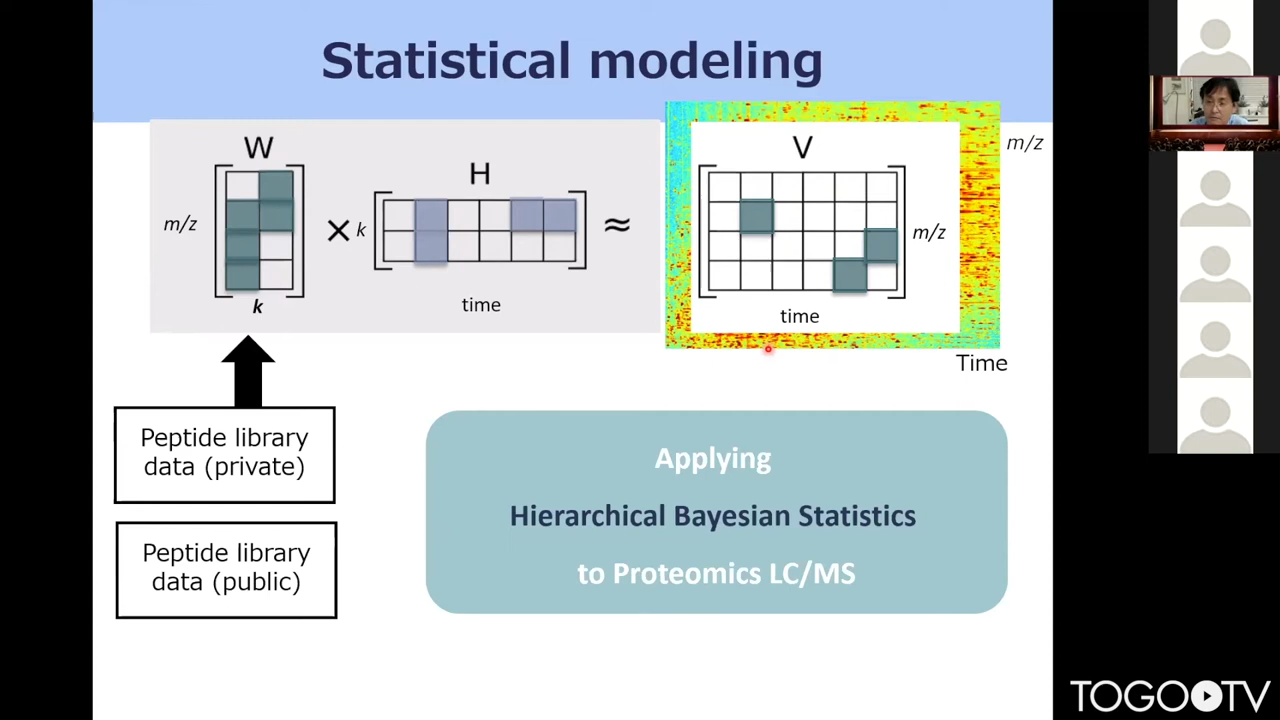 Statistical modeling
W
H
V
m/z
m/z
× k
≈
m/z
k
time
time
Time
Peptide library
data (private)
Peptide library
data (public)
Applying
Hierarchical Bayesian Statistics
to Proteomics LC/MS
TOGO TV